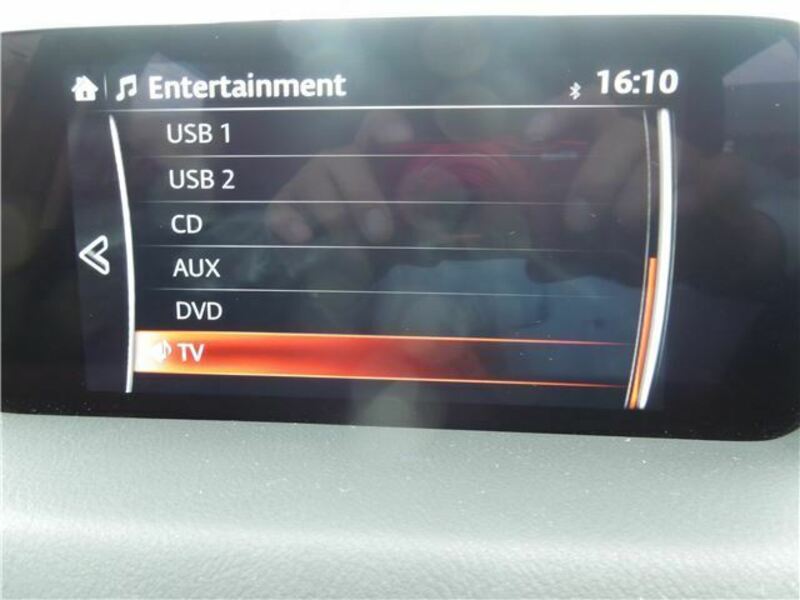 Entertainment 16:10
USB 1
USB 2
CD
AUX
DVD
TV